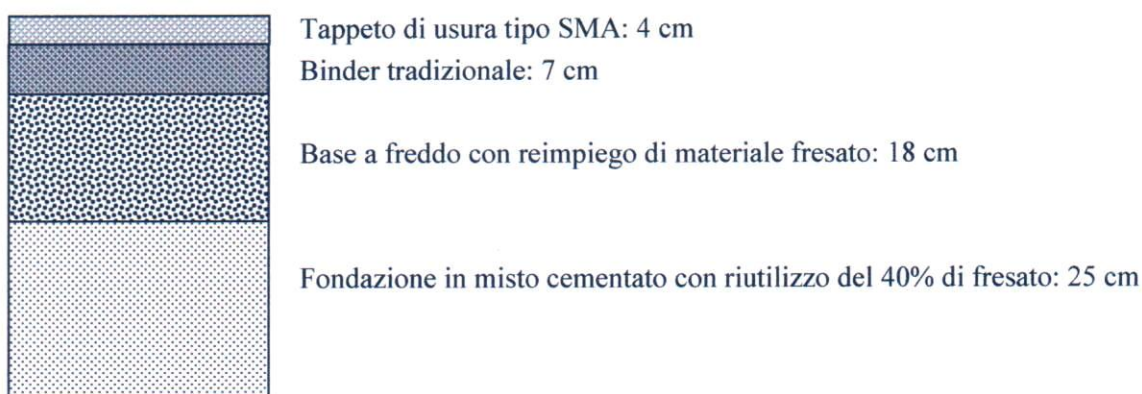 Tappeto di usura tipo SMA: 4 cm
Binder tradizionale: 7 cm
Base a freddo con reimpiego di materiale fresato: 18 cm
Fondazione in misto cementato con riutilizzo del 40% di fresato: 25 cm